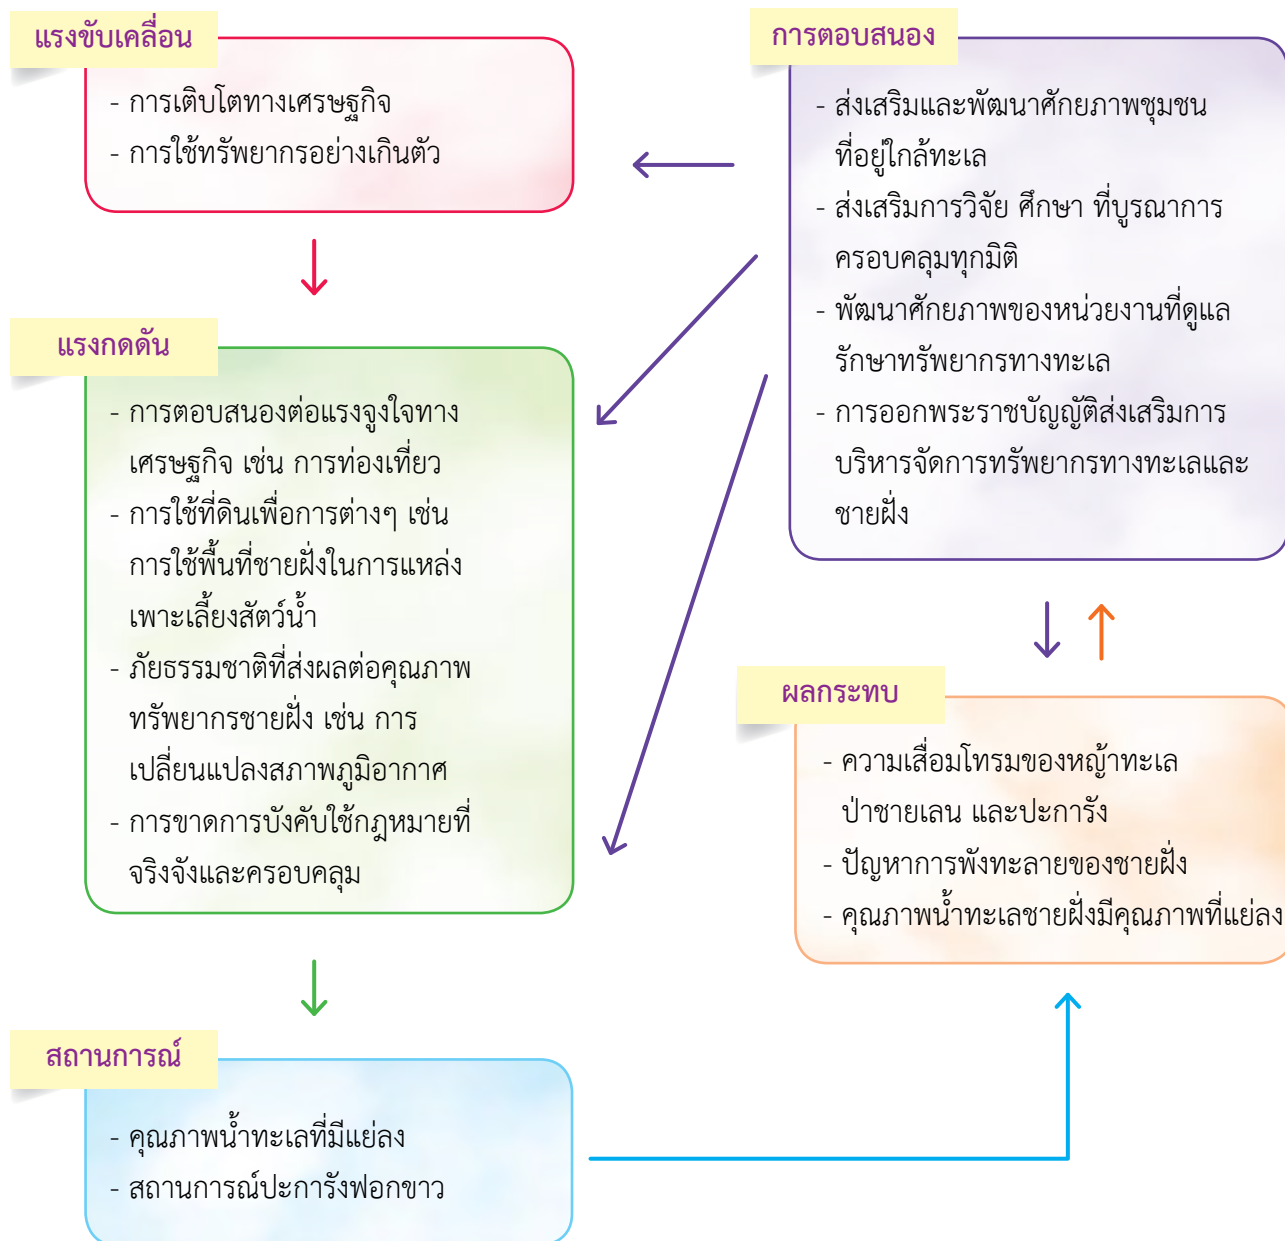 แรงขับเคลื่อน
- การเติบโตทางเศรษฐกิจ
- การใช้ทรัพยากรอย่างเกินตัว
แรงกดดัน
- การตอบสนองต่อแรงจูงใจทาง
เศรษฐกิจ เช่น การท่องเที่ยว
- การใช้ที่ดินเพื่อการต่างๆ เช่น
การใช้พื้นที่ชายฝั่งในการแหล่ง
เพาะเลี้ยงสัตว์น้ำ
- ภัยธรรมชาติที่ส่งผลต่อคุณภาพ
ทรัพยากรชายฝั่ง เช่น การ
เปลี่ยนแปลงสภาพภูมิอากาศ
- การขาดการบังคับใช้กฎหมายที่
จริงจังและครอบคลุม
สถานการณ์
- คุณภาพน้ำทะเลที่มีแย่ลง
- สถานการณ์ปะการังฟอกขาว
การตอบสนอง
- ส่งเสริมและพัฒนาศักยภาพชุมชน
ที่อยู่ใกล้ทะเล
- ส่งเสริมการวิจัย ศึกษา ที่บูรณาการ
ครอบคลุมทุกมิติ
- พัฒนาศักยภาพของหน่วยงานที่ดูแล
รักษาทรัพยากรทางทะเล
- การออกพระราชบัญญัติส่งเสริมการ
บริหารจัดการทรัพยากรทางทะเลและ
ชายฝั่ง
ผลกระทบ
- ความเสื่อมโทรมของหญ้าทะเล
ป่าชายเลน และปะการัง
- ปัญหาการพังทะลายของชายฝั่ง
- คุณภาพน้ำทะเลชายฝั่งมีคุณภาพที่แย่ลง